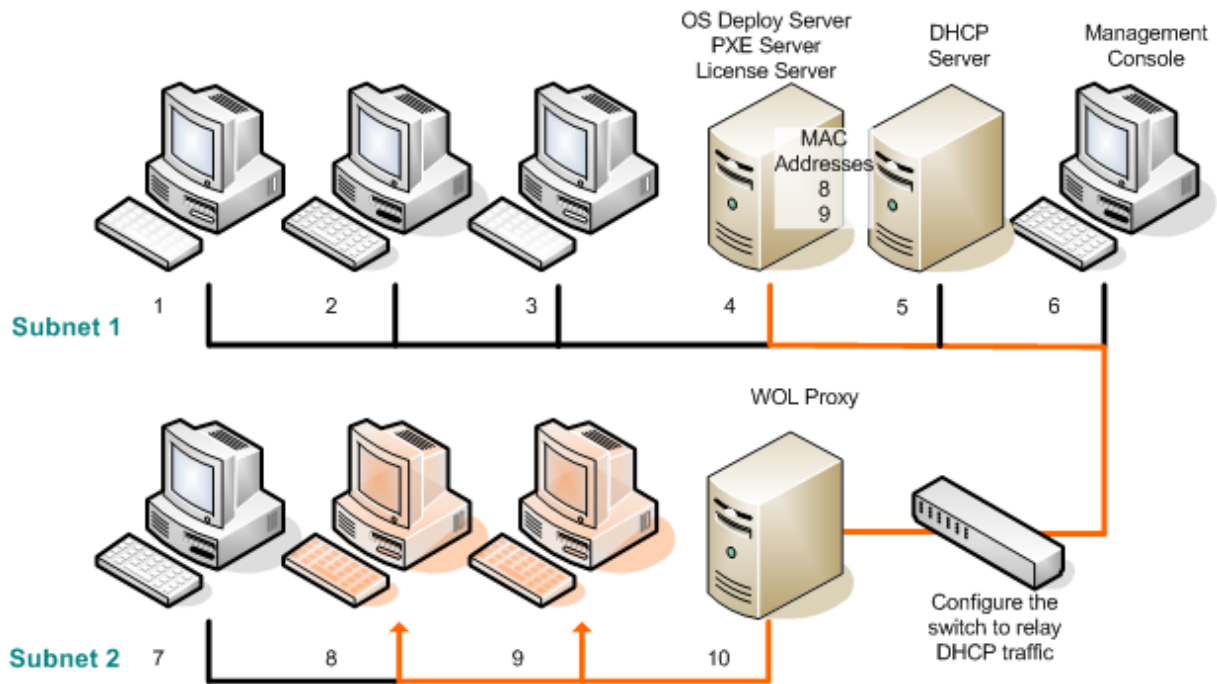 OS Deploy Server
PXE Server
License Server
DHCP
Server
Management
Console
MAC
Addresses
8
9
1
2
3
4
5
6
Subnet 1
WOL Proxy
Configure the
switch to relay
DHCP traffic
Subnet 2
7
8
9
10